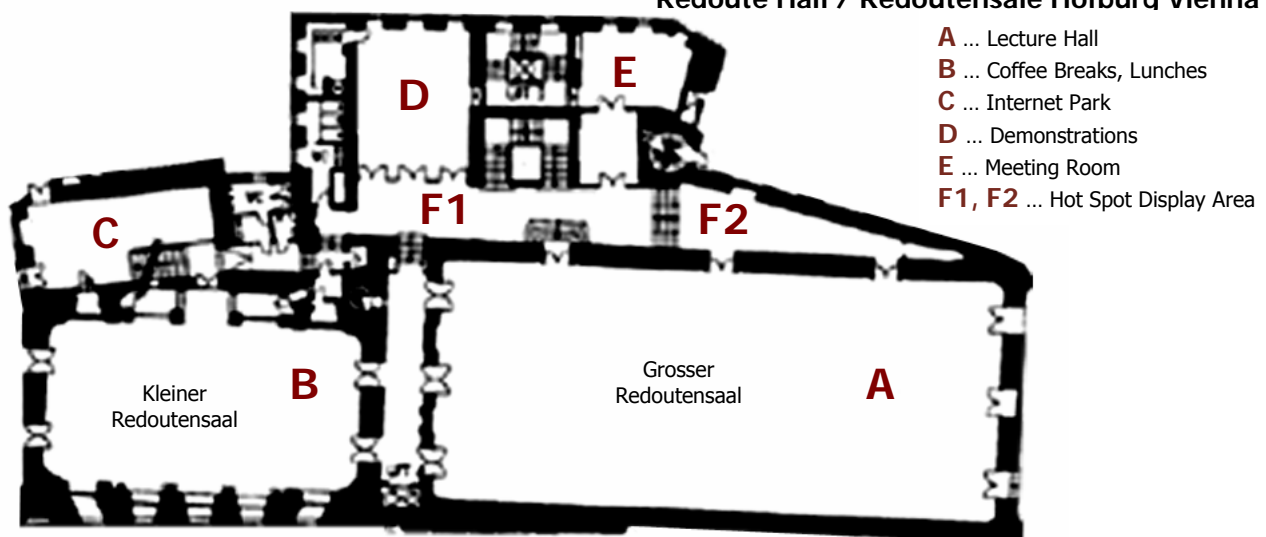 Redoute Hall / Redoutensäle Hofburg Vienna
A ... Lecture Hall
B ... Coffee Breaks, Lunches
C ... Internet Park
D ... Demonstrations
E ... Meeting Room
F1, F2 ... Hot Spot Display Area
D
E
F1
F2
C
Kleiner
Redoutensaal
B
Grosser
Redoutensaal
A